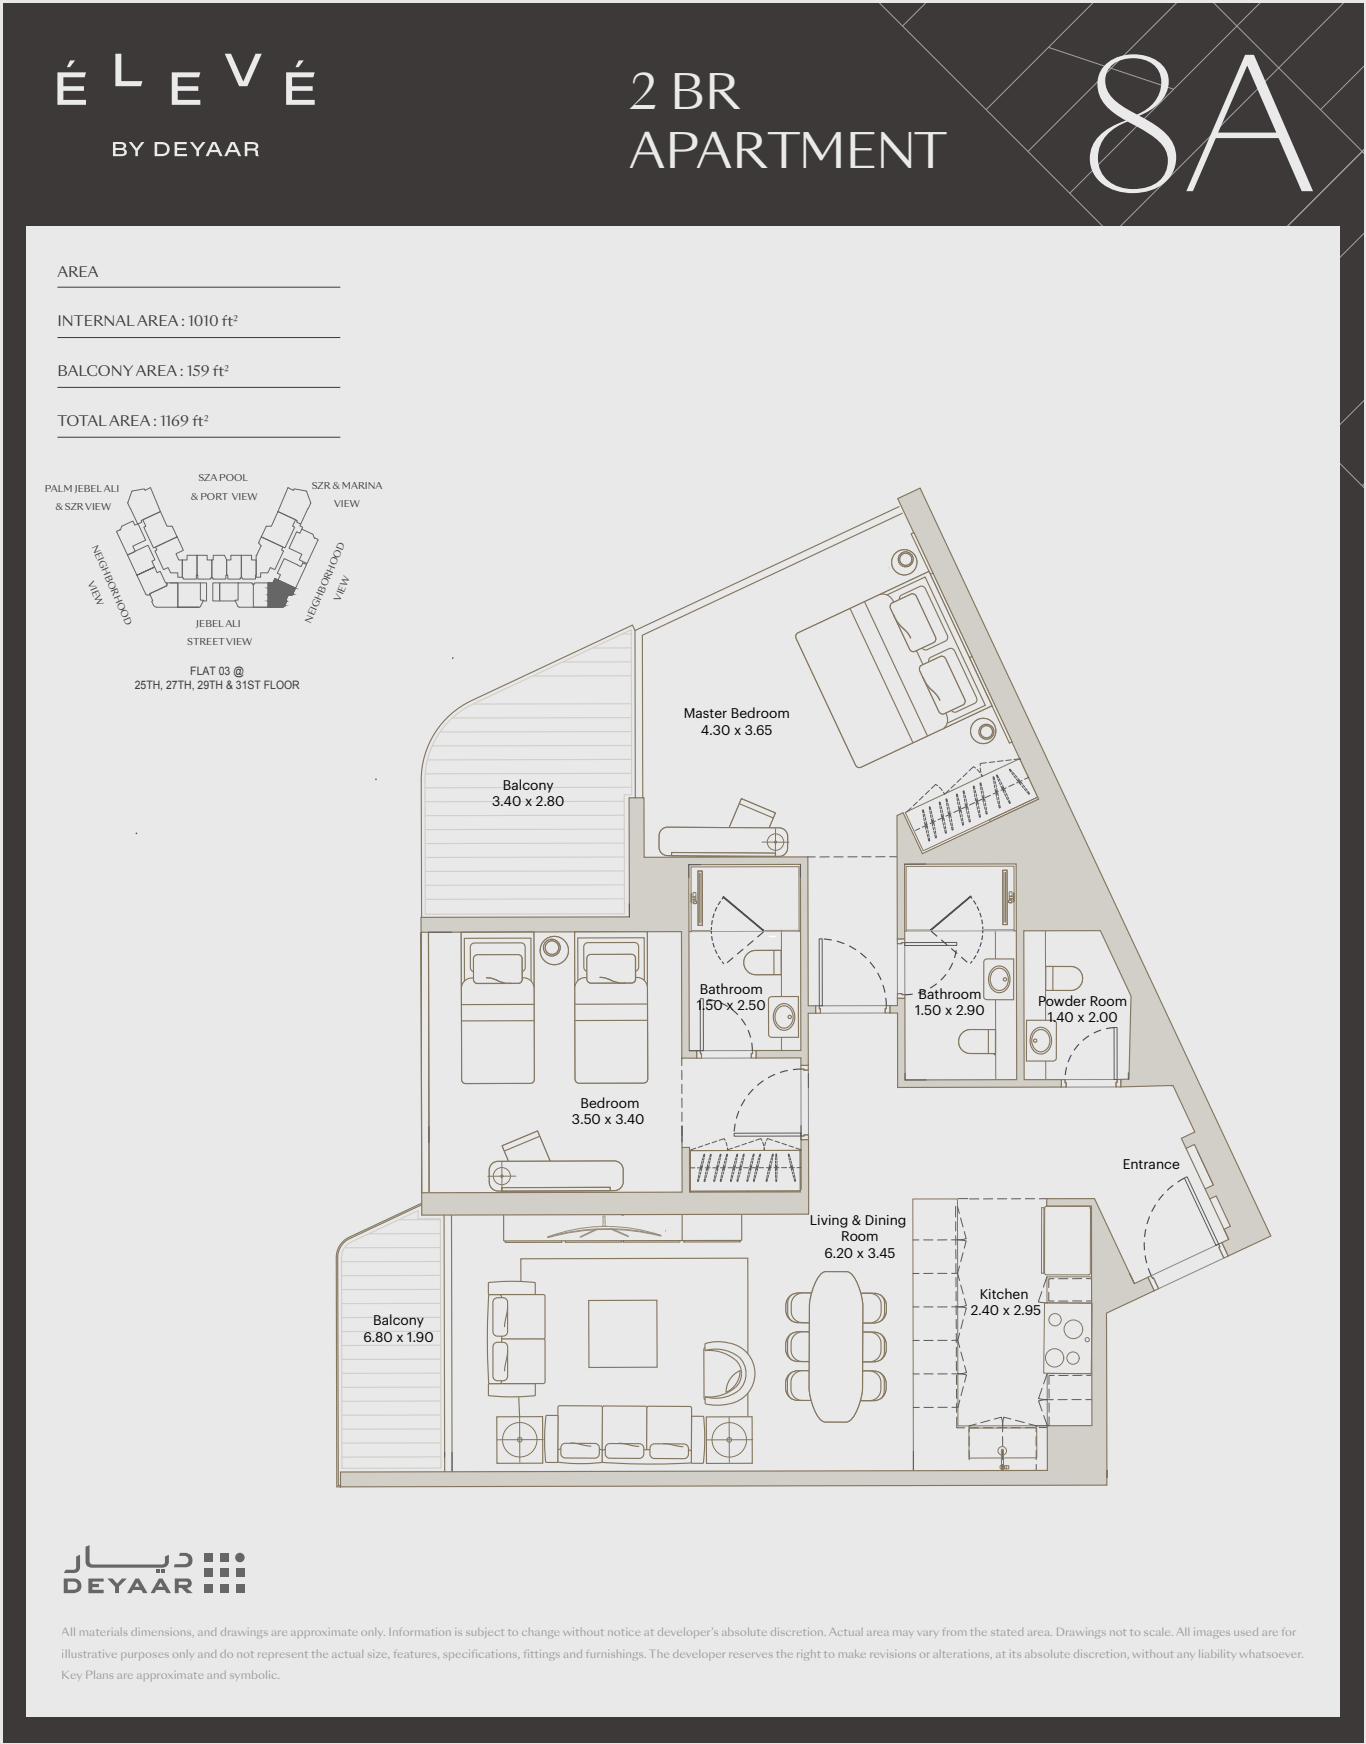 ÉLEVÉ
BY DEYAAR
2 BR
APARTMENT
8A
AREA
INTERNAL AREA : 1010 ft²
BALCONY AREA : 159 ft²
TOTAL AREA : 1169 ft²
SZA POOL
& PORT VIEW
PALM JEBEL ALI
& SZR VIEW
SZR & MARINA
VIEW
NEIGHBORHOOD
VIEW
NEIGHBORHOOD
VIEW
JEBEL ALI
STREET VIEW
FLAT 03 @
25TH, 27TH, 29TH & 31ST FLOOR
Master Bedroom
4.30 x 3.65
Balcony
3.40 x 2.80
Bathroom
1.50 x 2.50
Bathroom
1.50 x 2.90
Powder Room
1.40 x 2.00
Bedroom
3.50 x 3.40
Entrance
Living & Dining
Room
6.20 x 3.45
Kitchen
2.40 x 2.95
Balcony
6.80 x 1.90
ديار
DEYAAR
All materials dimensions, and drawings are approximate only. Information is subject to change without notice at developer's absolute discretion. Actual area may vary from the stated area. Drawings not to scale. All images used are for
illustrative purposes only and do not represent the actual size, features, specifications, fittings and furnishings. The developer reserves the right to make revisions or alterations, at its absolute discretion, without any liability whatsoever.
Key Plans are approximate and symbolic.